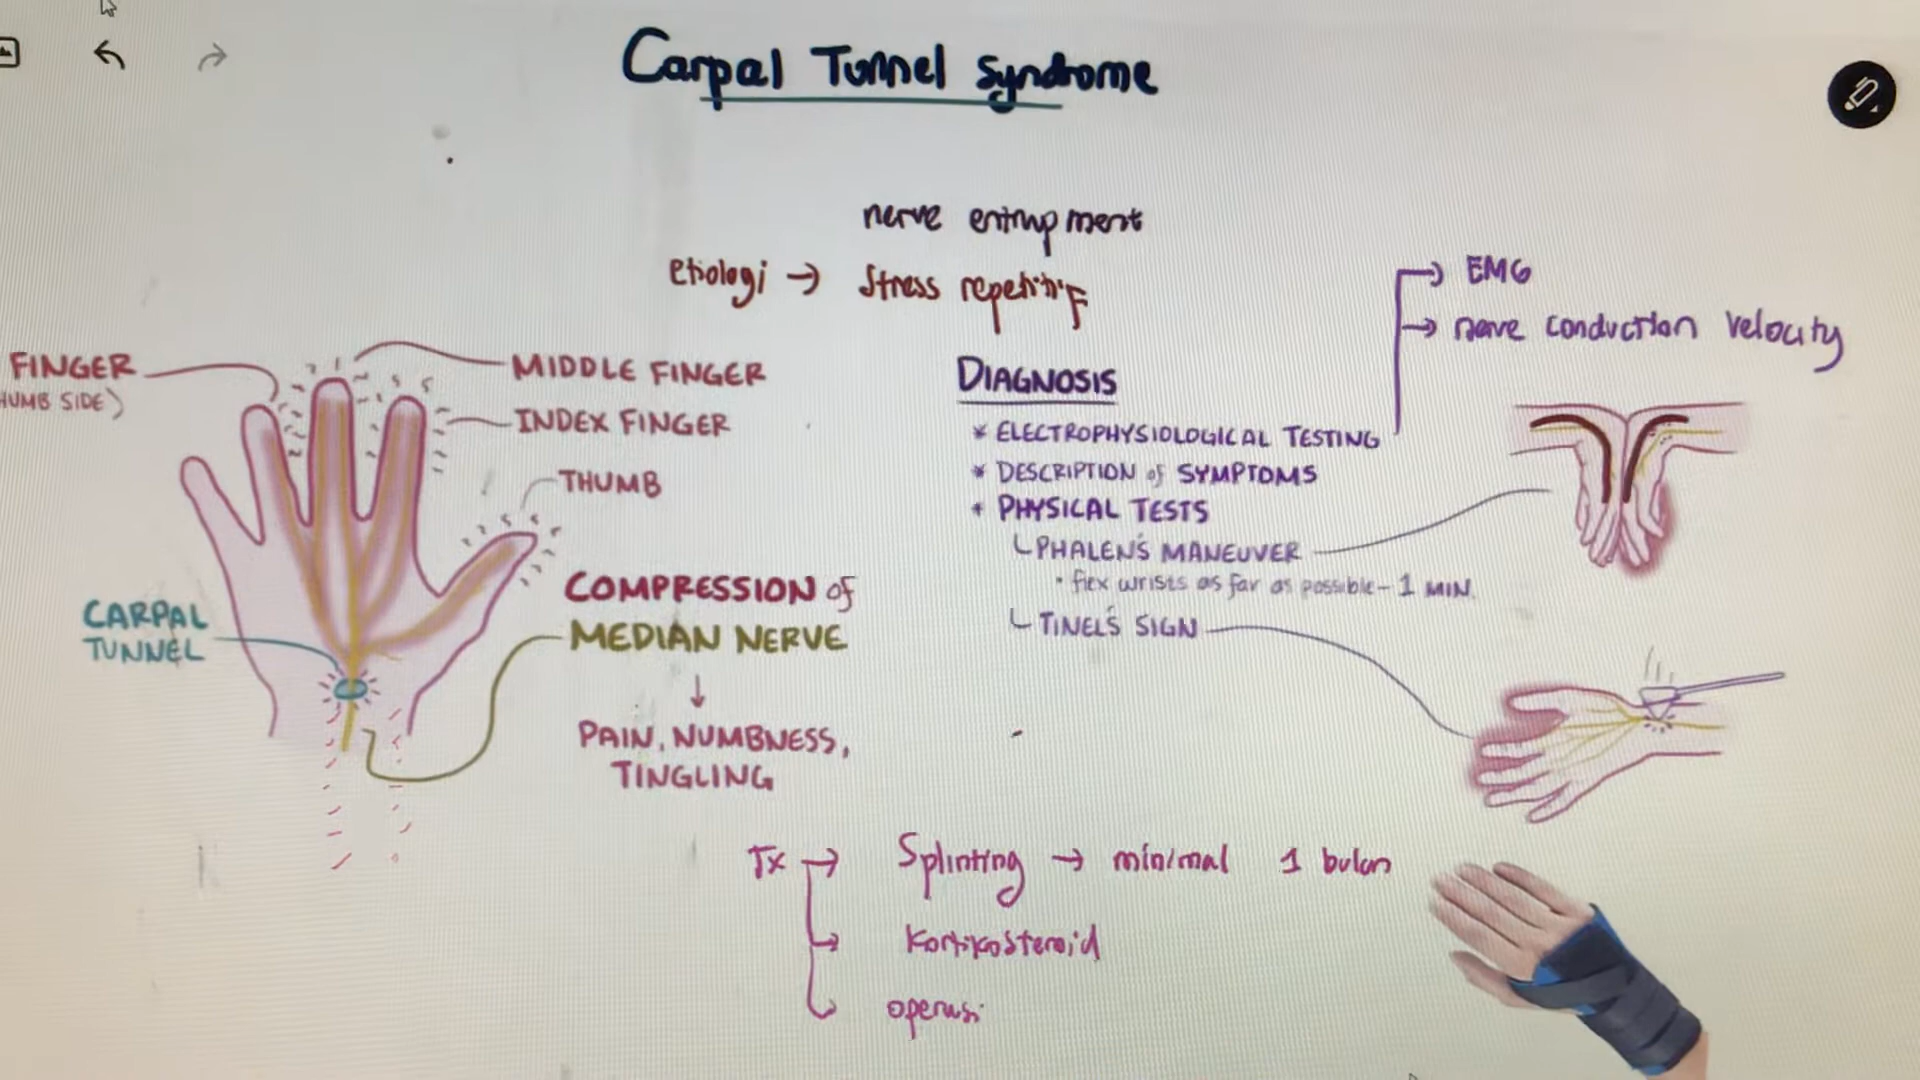 Carpal Tunnel Syndrome
nerve entrapment
etiologi → Stress repetitif
EMG
→ nerve conduction velocity
FINGER
HUMB SIDE)
MIDDLE FINGER
INDEX FINGER
THUMB
CARPAL
TUNNEL
COMPRESSION of
MEDIAN NERVE
↓
PAIN, NUMBNESS,
TINGLING
DIAGNOSIS
* ELECTROPHYSIOLOGICAL TESTING
* DESCRIPTION of SYMPTOMS
* PHYSICAL TESTS
PHALEN'S MANEUVER
• flex wrists as far as possible - 1 MIN.
TINEL'S SIGN
Tx → Splinting → minimal 1 bulan
→ Kortikosteroid
operasi